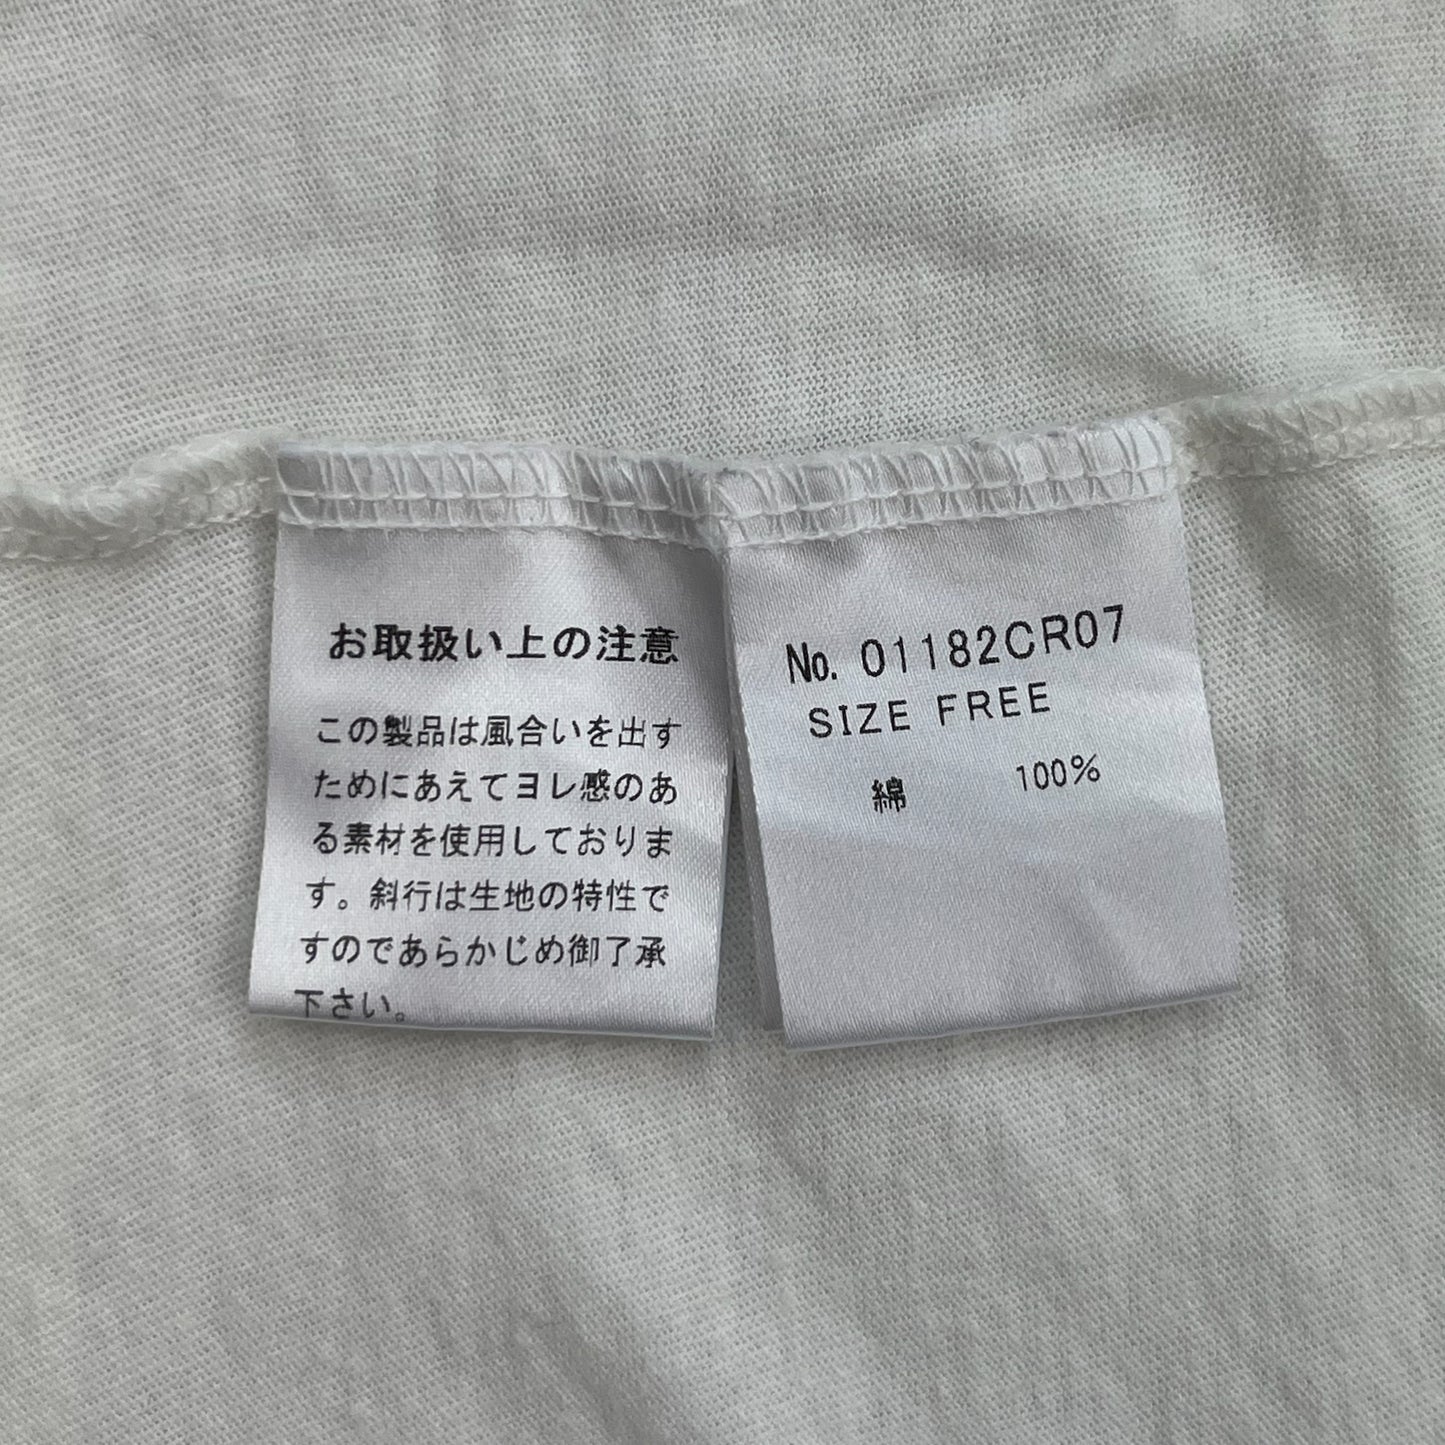 お取扱い上の注意
この製品は風合いを出す
ためにあえてヨレ感のあ
る素材を使用しておりま
す。斜行は生地の特性で
すのであらかじめ御了承
下さい。
No. 01182CR07
SIZE FREE
綿 100%